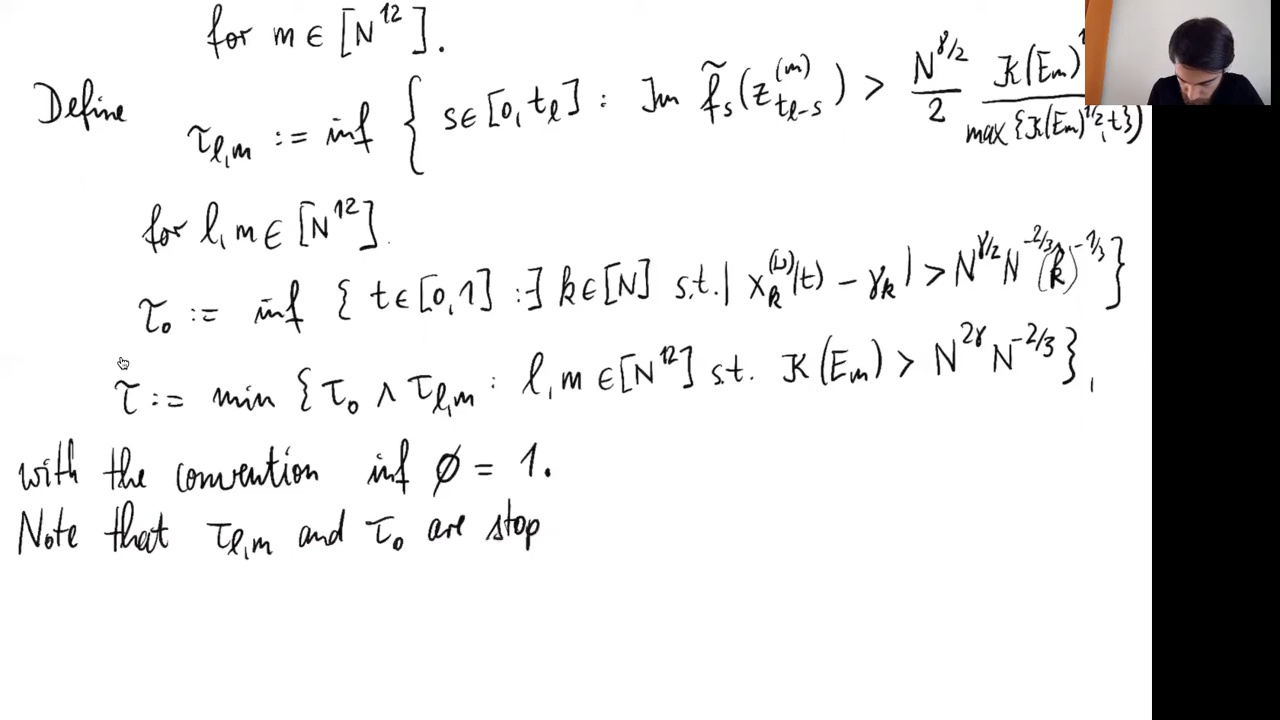 for m ∈ [N^{12}].
Define τ_{l,m} := inf { s ∈ [0, t_l] : Im f̃_s(z^{(m)}_{t_l-s}) > N^{γ/2}/2 K(E_m) / max{K(E_m)^{1/2}, t}
for l, m ∈ [N^{12}].
τ_0 := inf { t ∈ [0,1] : ∃ k ∈ [N] s.t. | x_k^{(ν)}(t) - γ_k | > N^{γ/2} N^{-2/3} (k̂)^{-1/3} }
τ := min { τ_0 ∧ τ_{l,m} : l, m ∈ [N^{12}] s.t. K(E_m) > N^{2γ} N^{-2/3} },
with the convention inf ∅ = 1.
Note that τ_{l,m} and τ_0 are stop